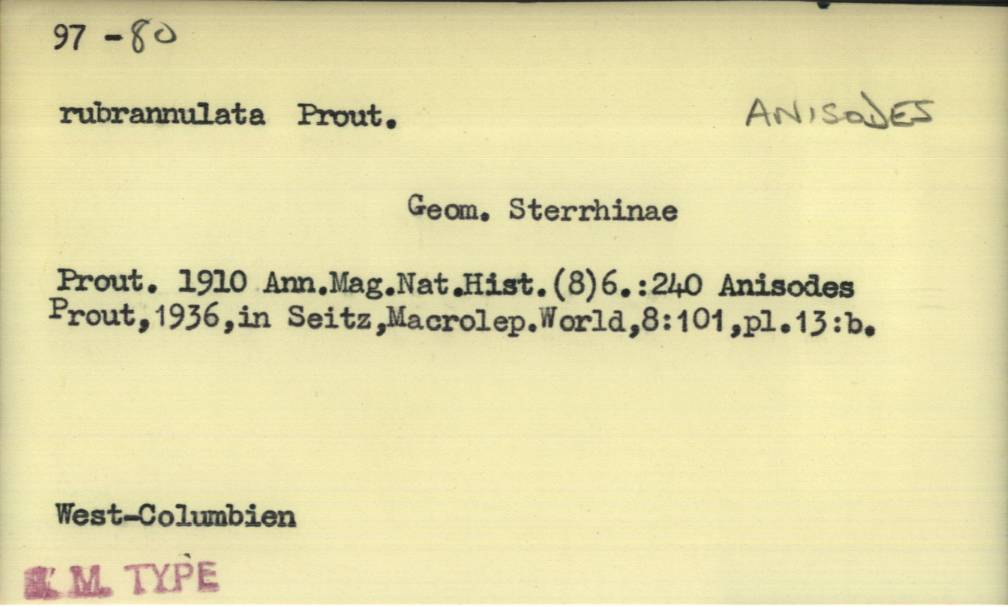 97 -80
rubrannulata Prout. ANISODES
Geom. Sterrhinae
Prout. 1910 Ann.Mag.Nat.Hist.(8)6.:240 Anisodes
Prout,1936,in Seitz,Macrolep.World,8:101,pl.13:b.
West-Columbien
M. TYPE